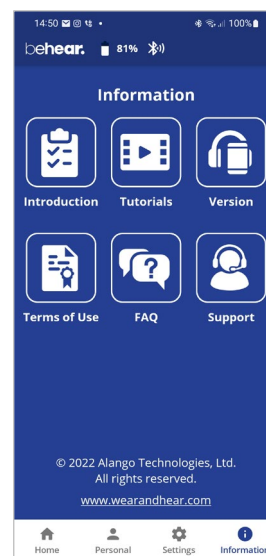 14:50 100%
behear. 81%
Information
Introduction Tutorials Version
Terms of Use FAQ Support
© 2022 Alango Technologies, Ltd.
All rights reserved.
www.wearandhear.com
Home Personal Settings Information